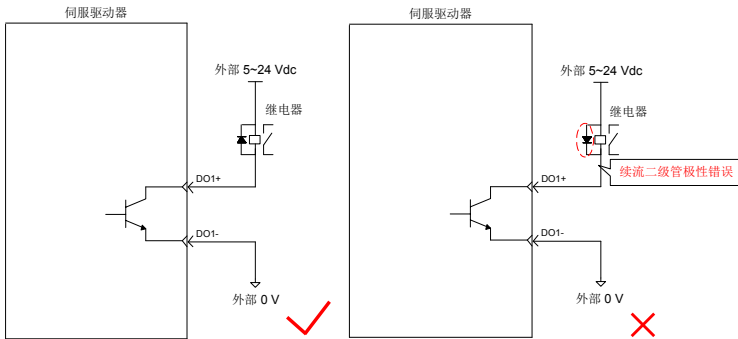 伺服驱动器
外部 5~24 Vdc
继电器
DO1+
DO1-
外部 0 V
伺服驱动器
外部 5~24 Vdc
继电器
续流二级管极性错误
DO1+
DO1-
外部 0 V